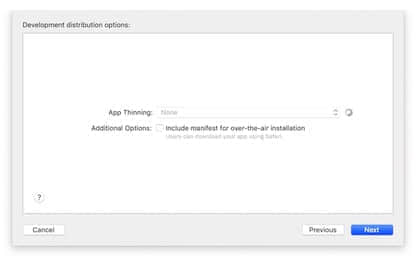 Development distribution options:
App Thinning: None
Additional Options: Include manifest for over-the-air installation
Users can download your app using Safari.
?
Cancel Previous Next